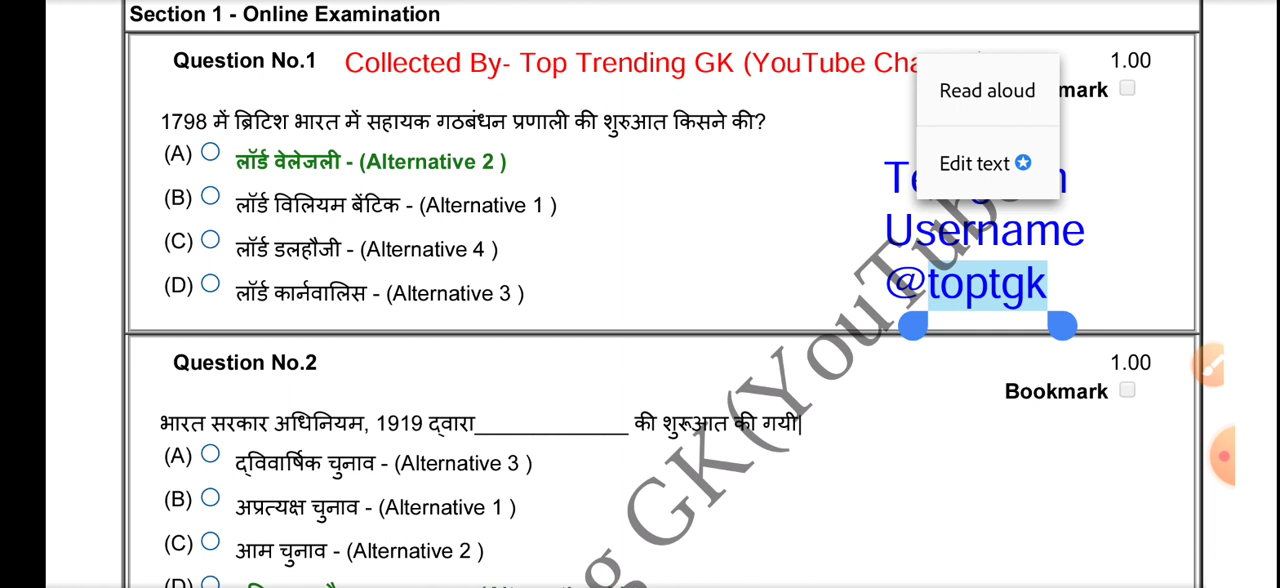 Section 1 - Online Examination
Question No.1 Collected By- Top Trending GK (YouTube Cha 1.00
Read aloud
mark
1798 में ब्रिटिश भारत में सहायक गठबंधन प्रणाली की शुरुआत किसने की?
(A) लॉर्ड वेलेजली - (Alternative 2 )
Edit text
(B) लॉर्ड विलियम बेंटिक - (Alternative 1 )
Username
(C) लॉर्ड डलहौजी - (Alternative 4 )
(D) लॉर्ड कार्नवालिस - (Alternative 3 )
@toptgk
Question No.2 1.00
Bookmark
भारत सरकार अधिनियम, 1919 द्वारा______________ की शुरूआत की गयी|
(A) द्विवार्षिक चुनाव - (Alternative 3 )
(B) अप्रत्यक्ष चुनाव - (Alternative 1 )
(C) आम चुनाव - (Alternative 2 )
(D)
g GK(YouTub